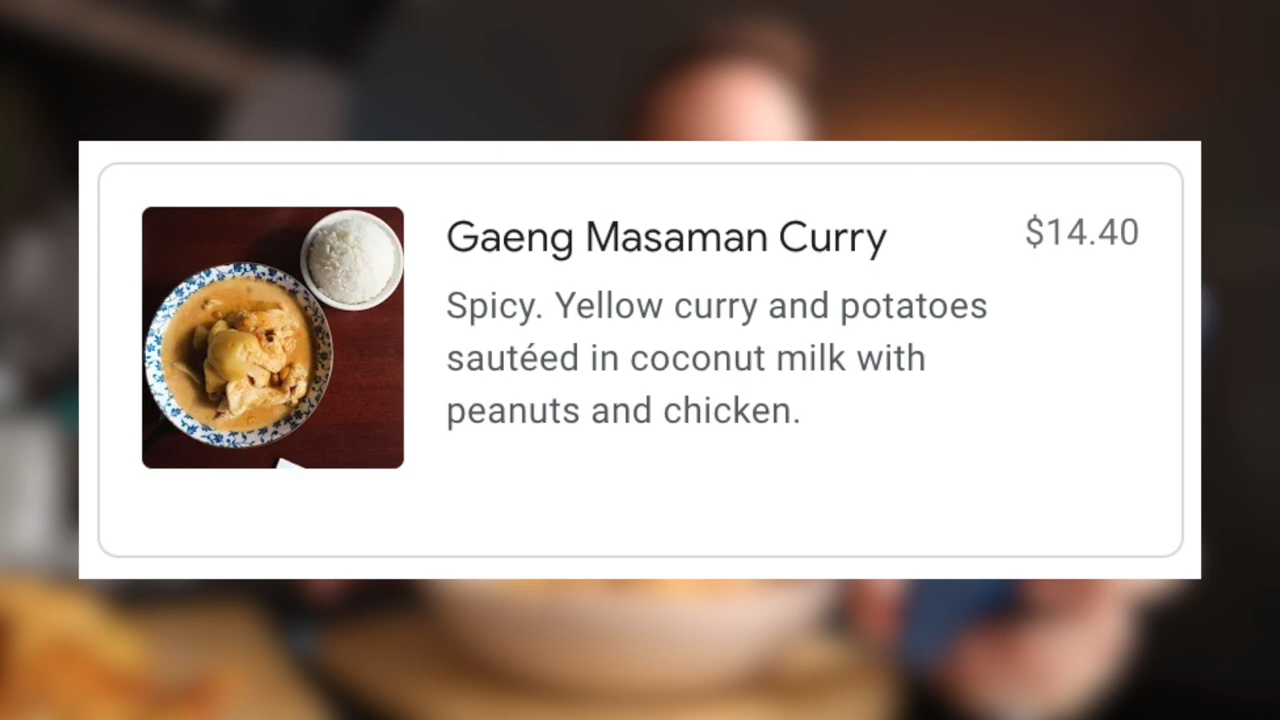 Gaeng Masaman Curry
$14.40
Spicy. Yellow curry and potatoes
sautéed in coconut milk with
peanuts and chicken.